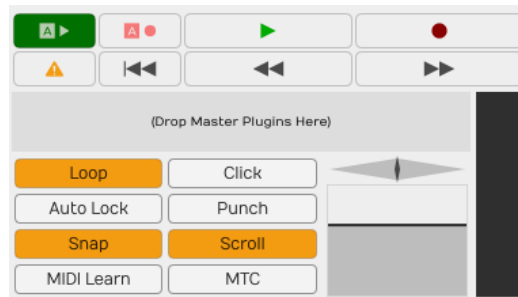 A A
(Drop Master Plugins Here)
Loop Click
Auto Lock Punch
Snap Scroll
MIDI Learn MTC